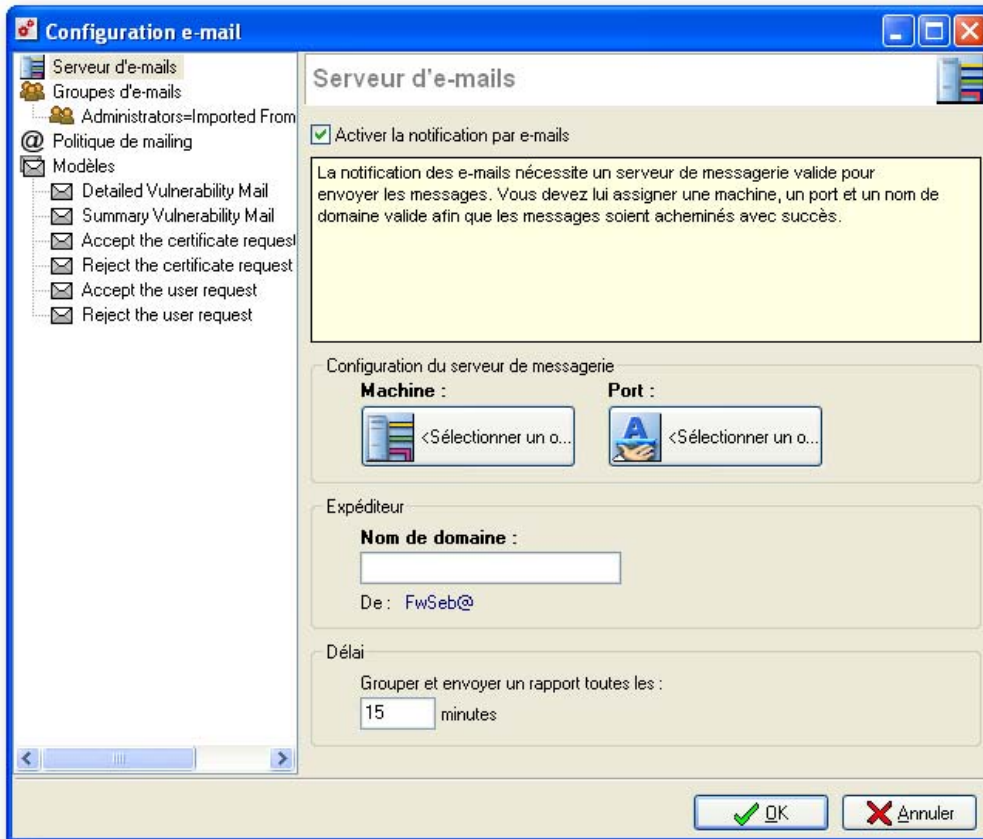 Configuration e-mail
Serveur d'e-mails
Groupes d'e-mails
Administrators=Imported From
Politique de mailing
Modèles
Detailed Vulnerability Mail
Summary Vulnerability Mail
Accept the certificate request
Reject the certificate request
Accept the user request
Reject the user request
Serveur d'e-mails
Activer la notification par e-mails
La notification des e-mails nécessite un serveur de messagerie valide pour
envoyer les messages. Vous devez lui assigner une machine, un port et un nom de
domaine valide afin que les messages soient acheminés avec succès.
Configuration du serveur de messagerie
Machine : Port :
<Sélectionner un o... <Sélectionner un o...
Expéditeur
Nom de domaine :
De : FwSeb@
Délai
Grouper et envoyer un rapport toutes les :
15 minutes
OK Annuler